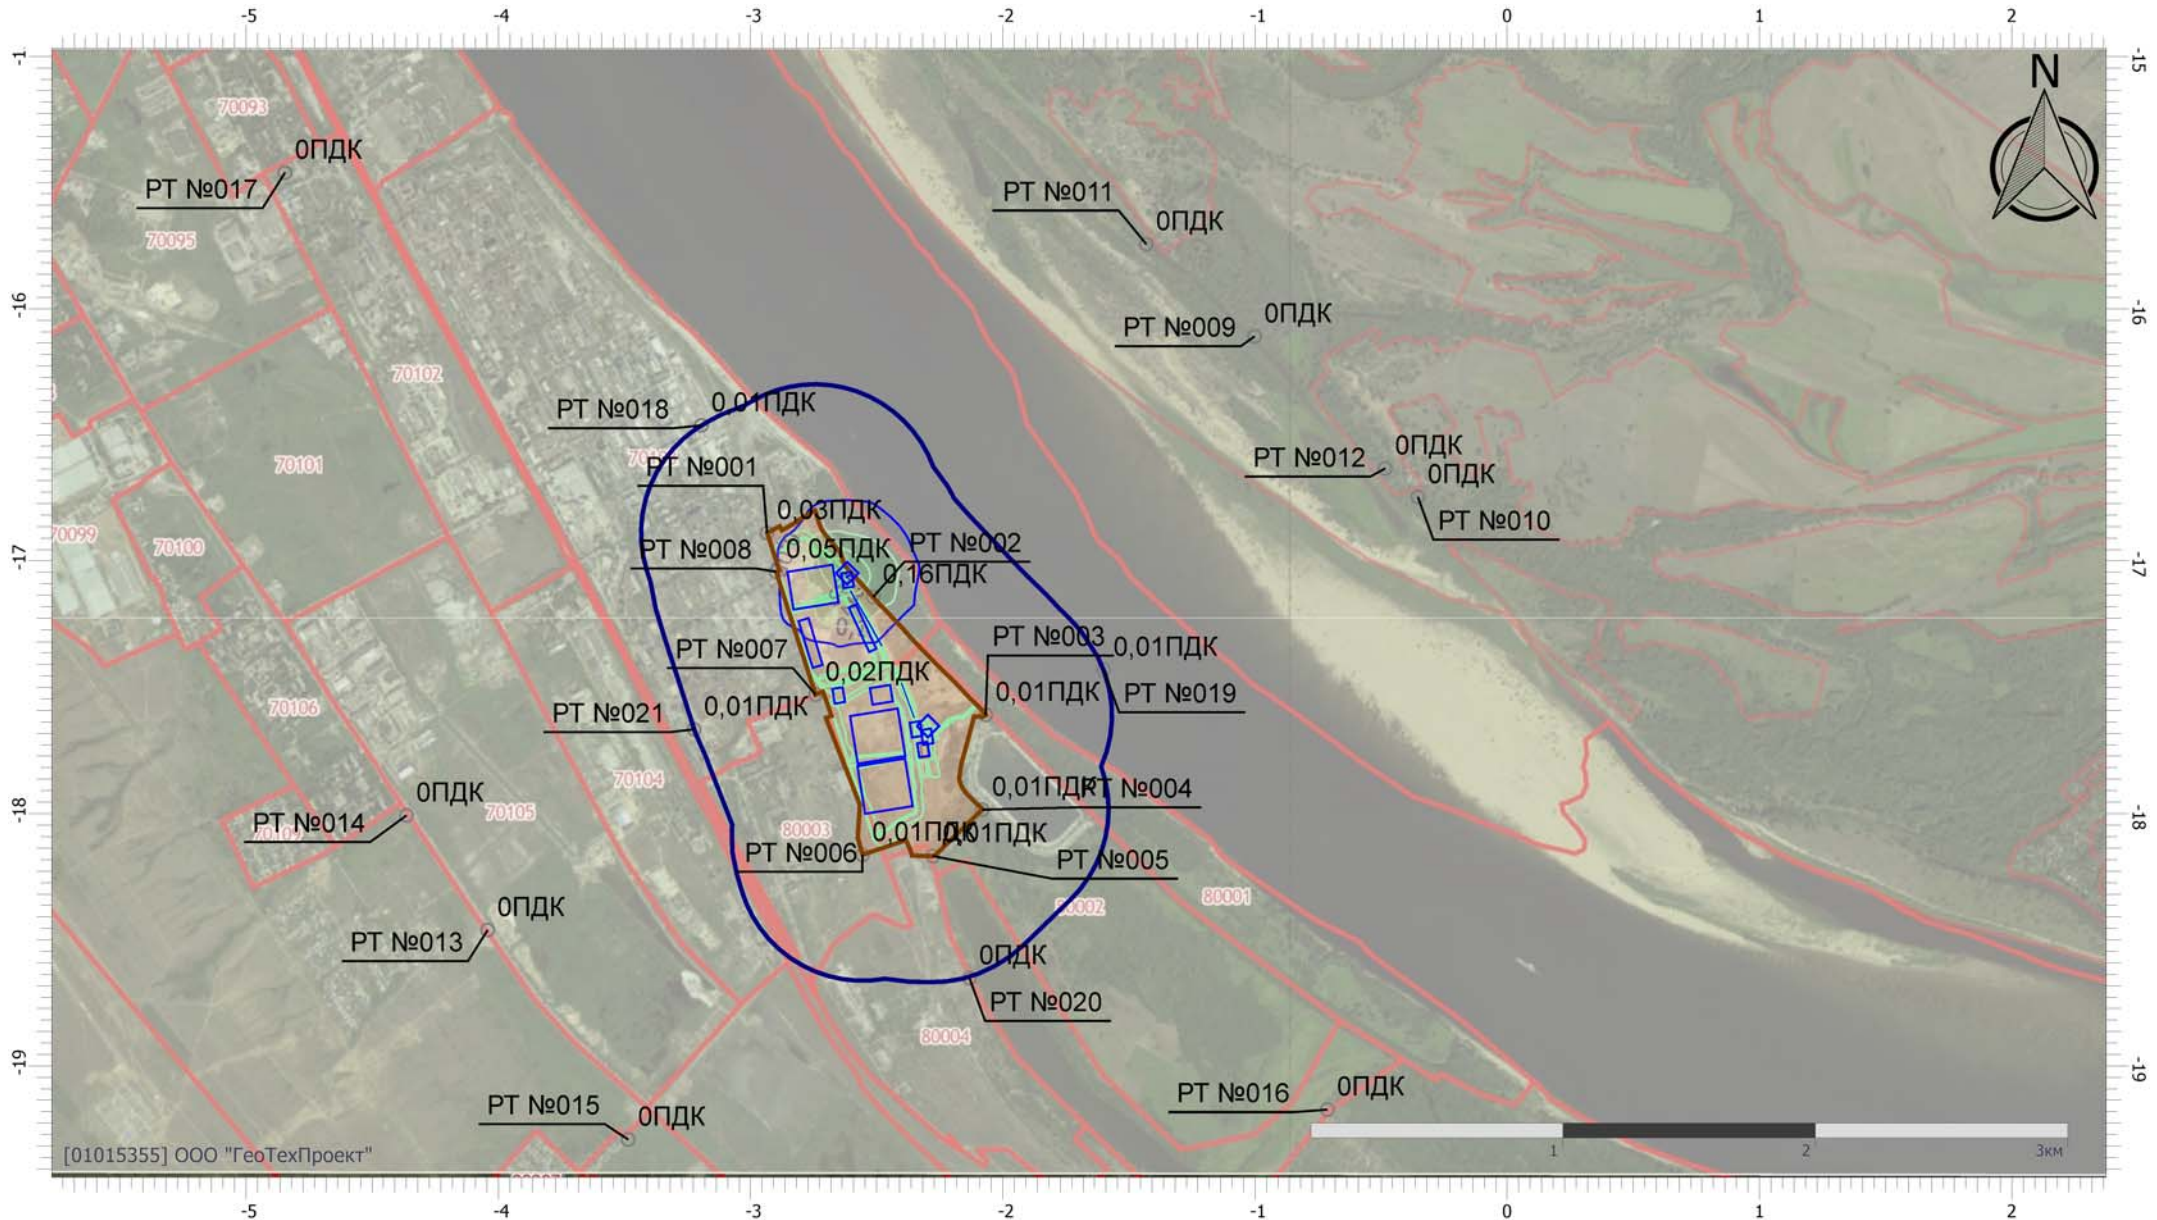 -5 -4 -3 -2 -1 0 1 2
-1
-15
N
70093
0ПДК
РТ №017
РТ №011
0ПДК
70095
-16
-16
0ПДК
РТ №009
70102
0,01ПДК
РТ №018
0ПДК
РТ №012
70101
РТ №001
0ПДК
0,03ПДК
РТ №010
70099
70100
РТ №008
0,05ПДК
РТ №002
-17
-17
0,16ПДК
0,
РТ №003
0,01ПДК
РТ №007
0,02ПДК
0,01ПДК
РТ №019
70106
РТ №021
0,01ПДК
70104
0ПДК
70105
0,01ПДК
РТ №004
-18
-18
РТ №014
70109
80003
0,01ПДК
0,01ПДК
РТ №006
РТ №005
0ПДК
80002
80001
РТ №013
0ПДК
РТ №020
80004
-19
-19
РТ №016
0ПДК
РТ №015
0ПДК
[01015355] ООО "ГеоТехПроект"
1 2 3км
-5 -4 -3 -2 -1 0 1 2